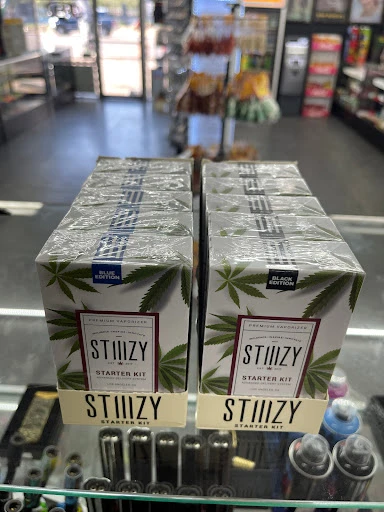 BLUE
EDITION
PREMIUM VAPORIZER
STIIIZY
STARTER KIT
STIIIZY
STARTER KIT
BLACK
EDITION
PREMIUM VAPORIZER
STIIIZY
STARTER KIT
STIIIZY
STARTER KIT